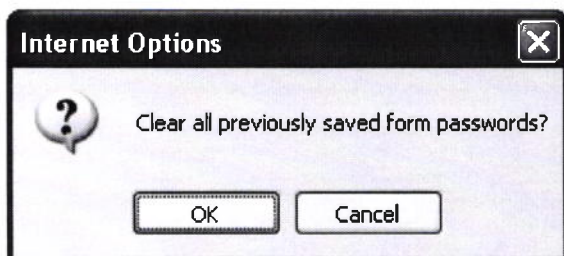 Internet Options
Clear all previously saved form passwords?
OK
Cancel